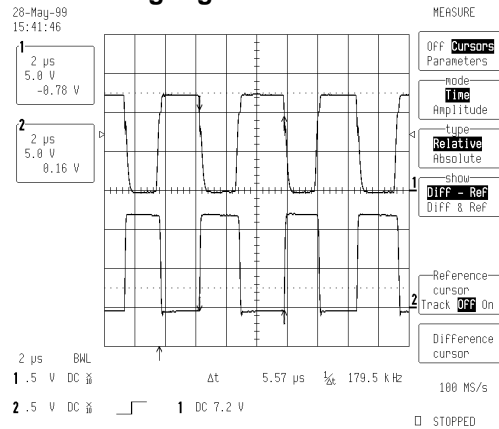 28-May-99
15:41:46
1
2 µs
5.0 V
-0.78 V
2
2 µs
5.0 V
0.16 V
1
2
MEASURE
Off Cursors
Parameters
mode
Time
Amplitude
type
Relative
Absolute
show
Diff - Ref
Diff & Ref
Reference
cursor
Track Off On
Difference
cursor
2 µs BWL
1 .5 V DC
2 .5 V DC
Δt 5.57 µs 1/Δt 179.5 kHz
1 DC 7.2 V
100 MS/s
STOPPED